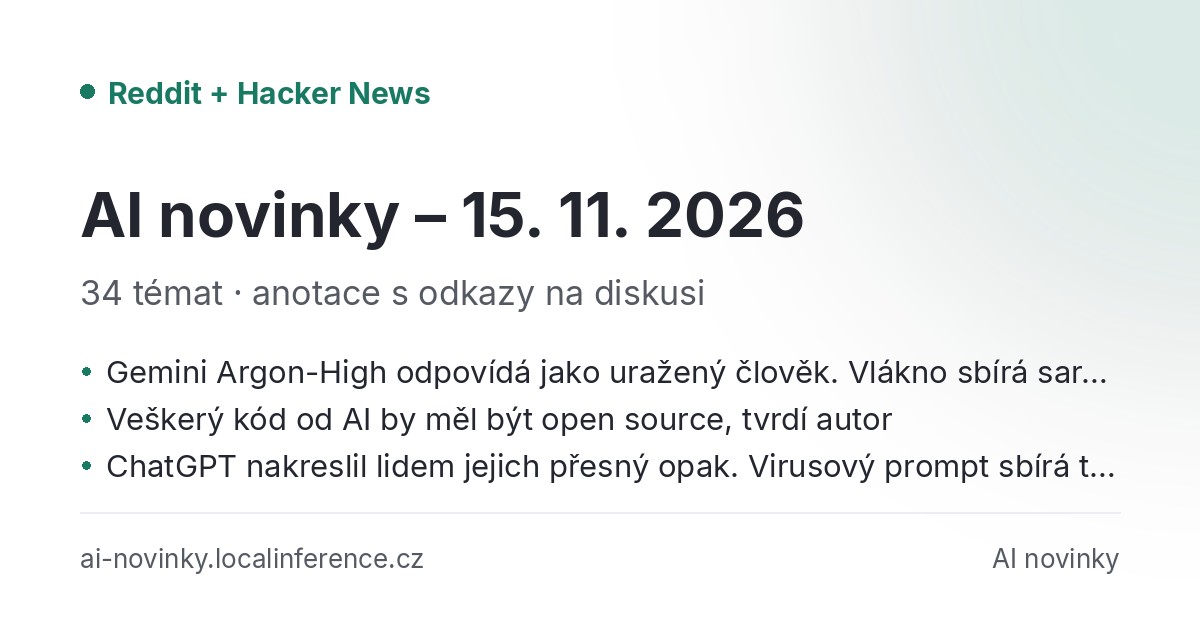 Reddit + Hacker News
AI novinky – 15. 11. 2026
34 témat · anotace s odkazy na diskusi
• Gemini Argon-High odpovídá jako uražený člověk. Vlákno sbírá sar...
• Veškerý kód od AI by měl být open source, tvrdí autor
• ChatGPT nakreslil lidem jejich přesný opak. Virusový prompt sbírá t...
ai-novinky.localinference.cz
AI novinky